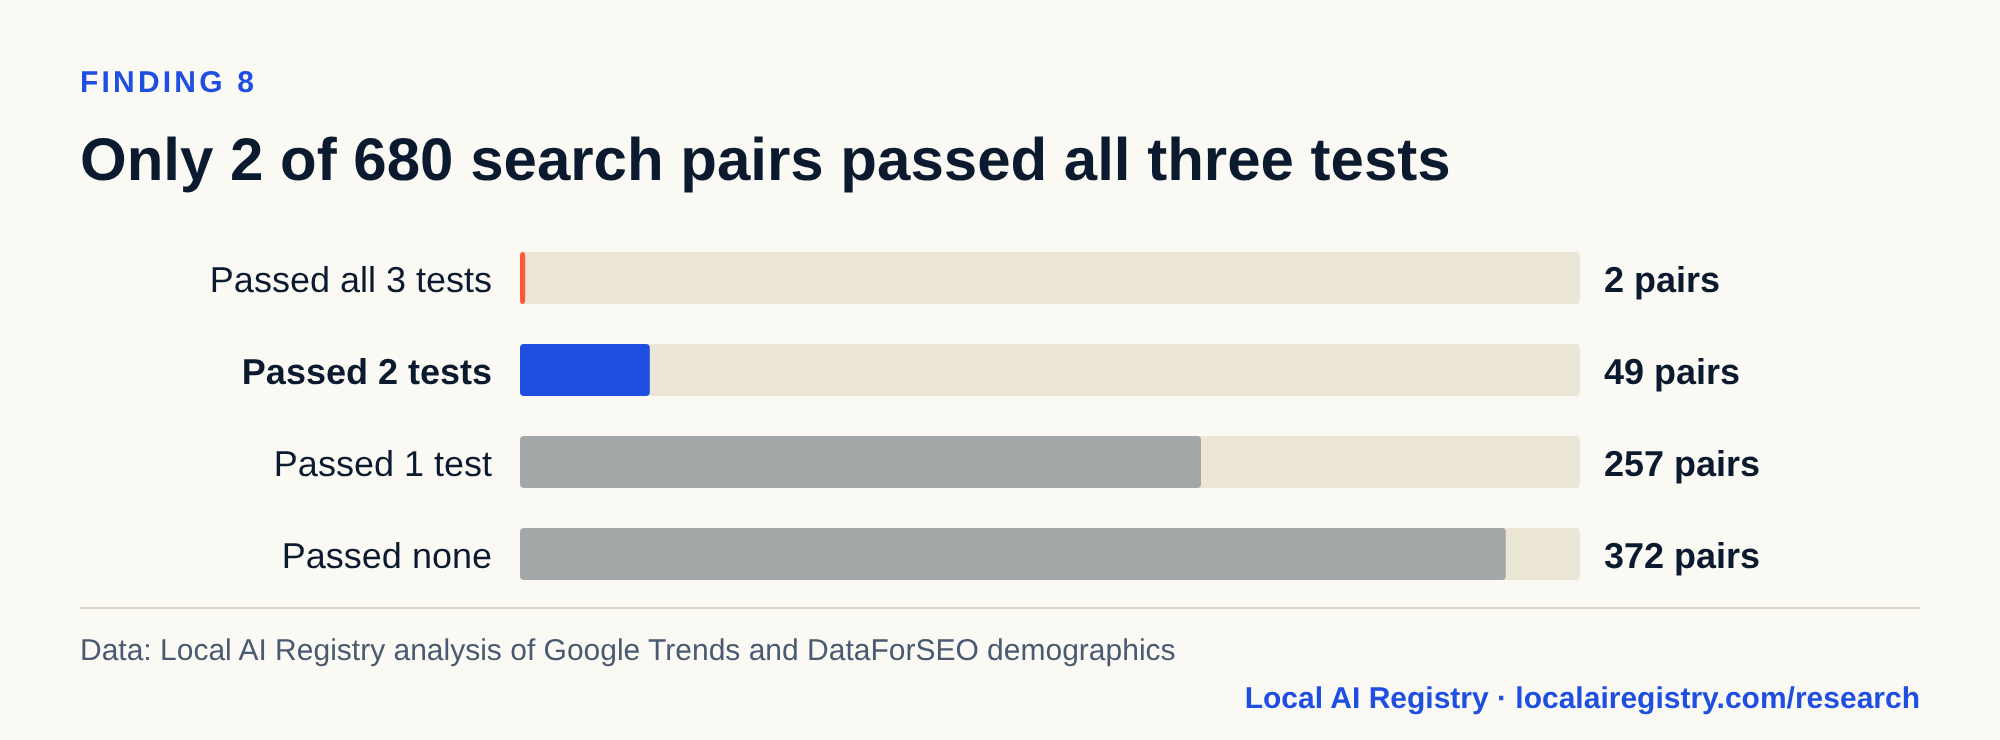 FINDING 8
Only 2 of 680 search pairs passed all three tests
Passed all 3 tests 2 pairs
Passed 2 tests 49 pairs
Passed 1 test 257 pairs
Passed none 372 pairs
Data: Local AI Registry analysis of Google Trends and DataForSEO demographics
Local AI Registry · localairegistry.com/research